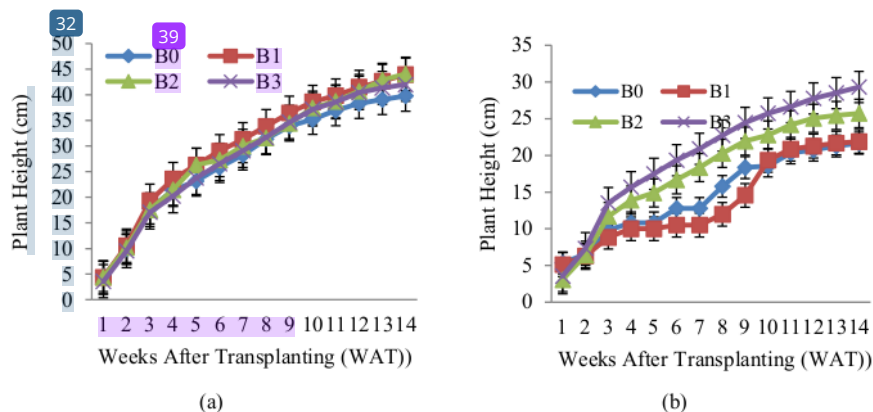 32
39
50
45
40
35
30
25
20
15
10
5
0
Plant Height (cm)
B0 B1
B2 B3
1 2 3 4 5 6 7 8 9 10 11 12 13 14
Weeks After Transplanting (WAT))
(a)
35
30
25
20
15
10
5
0
Plant Height (cm)
B0 B1
B2 B3
1 2 3 4 5 6 7 8 9 10 11 12 13 14
Weeks After Transplanting (WAT))
(b)